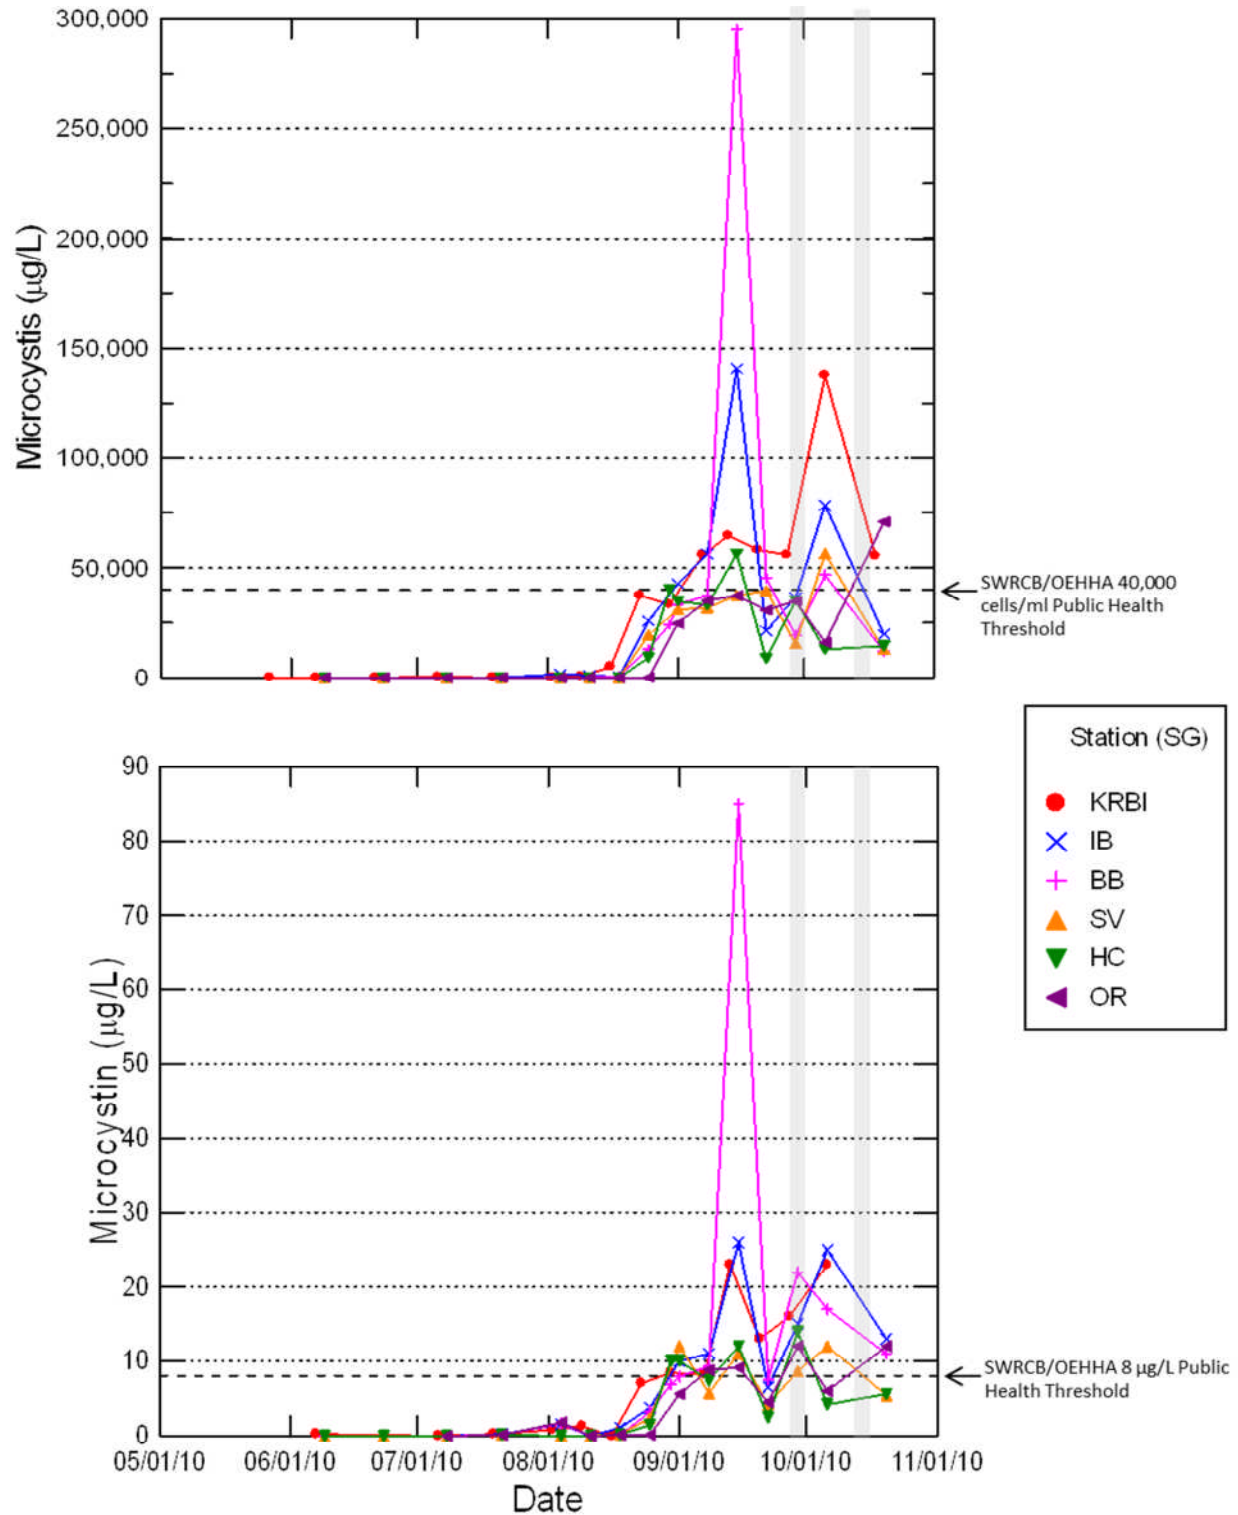 300,000
250,000
200,000
150,000
100,000
50,000
0
Microcystis (µg/L)
SWRCB/OEHHA 40,000
cells/ml Public Health
Threshold
Station (SG)
KRBI
IB
BB
SV
HC
OR
90
80
70
60
50
40
30
20
10
0
Microcystin (µg/L)
SWRCB/OEHHA 8 µg/L Public
Health Threshold
05/01/10 06/01/10 07/01/10 08/01/10 09/01/10 10/01/10 11/01/10
Date